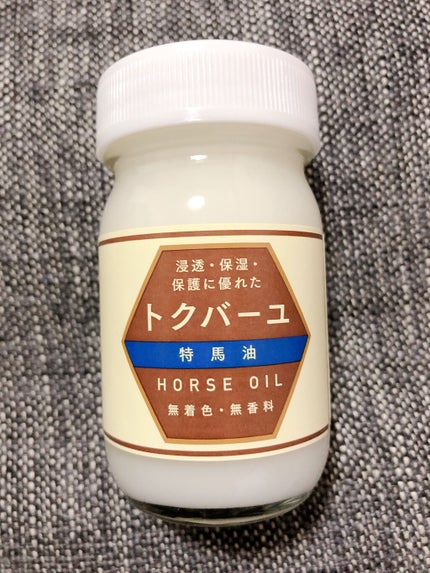 浸透・保湿・
保護に優れた
トクバーユ
特馬油
HORSE OIL
無着色・無香料